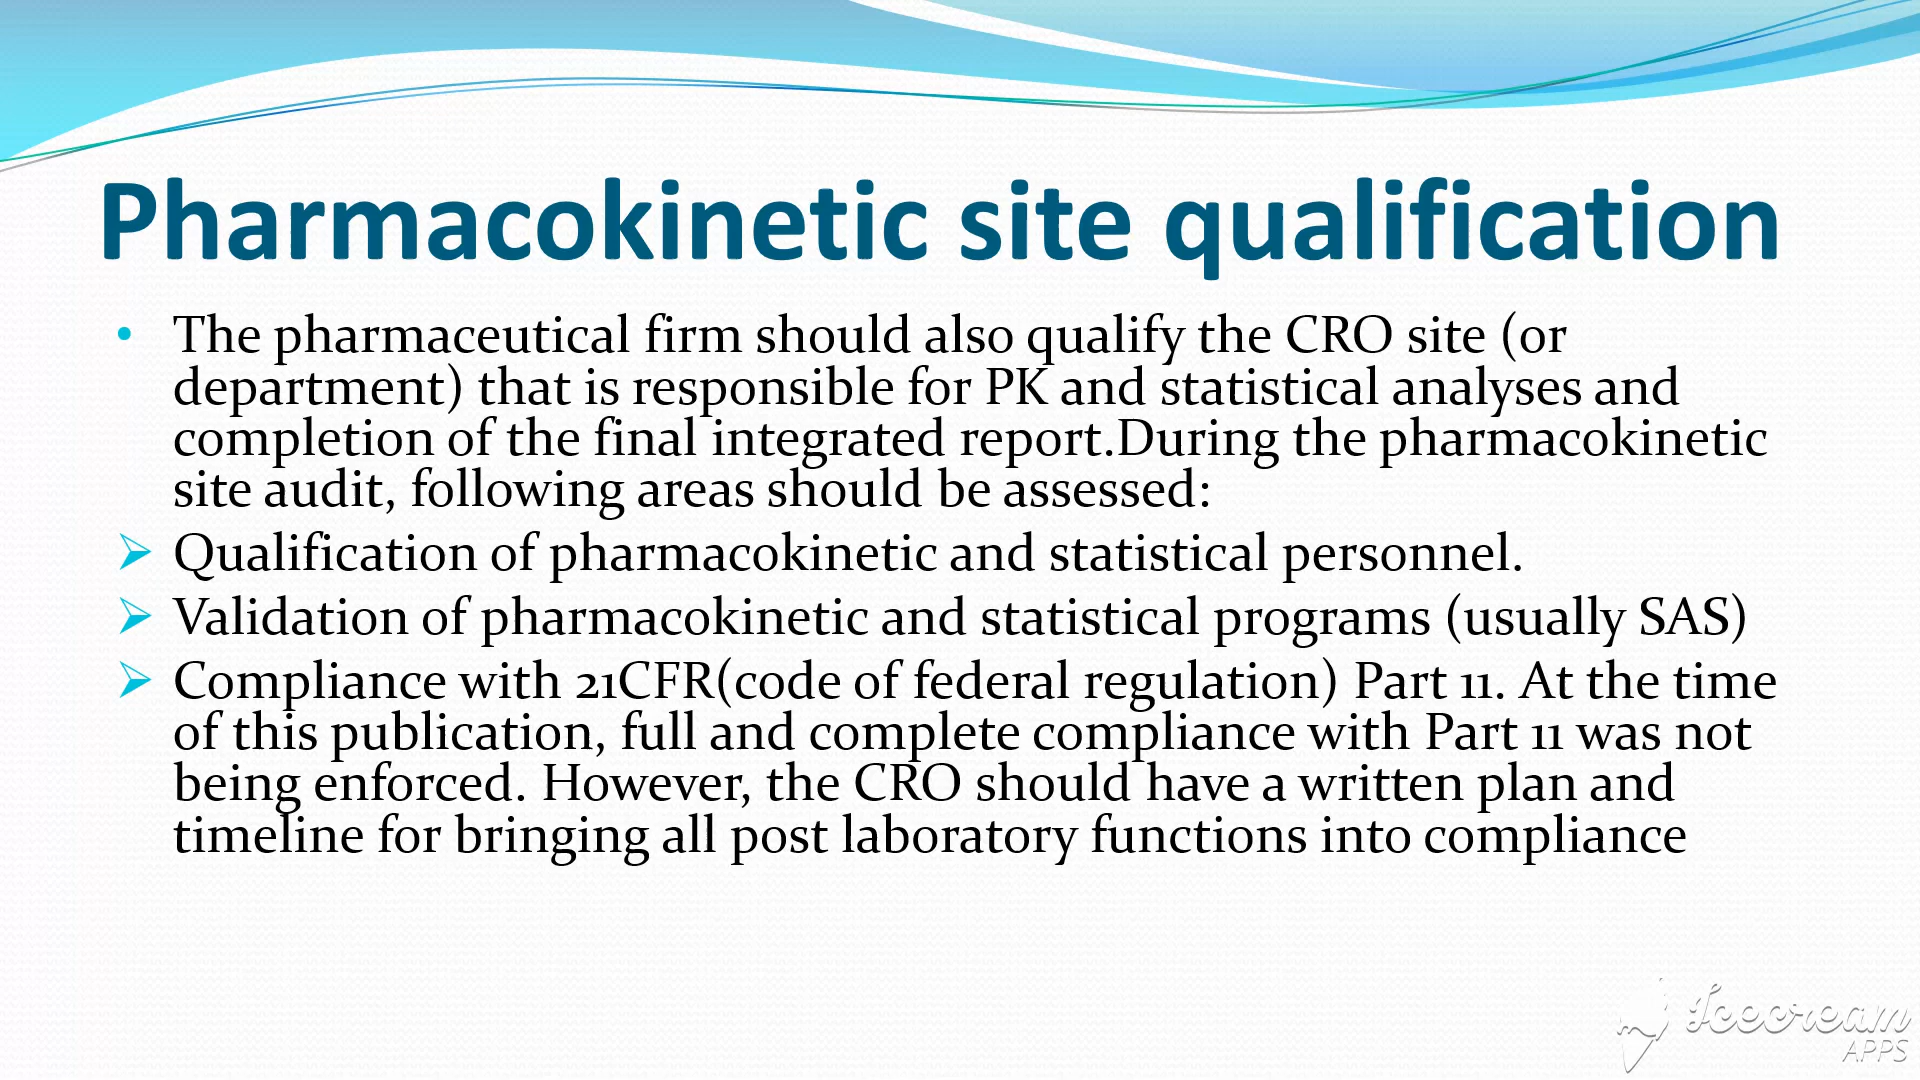 Pharmacokinetic site qualification
• The pharmaceutical firm should also qualify the CRO site (or
department) that is responsible for PK and statistical analyses and
completion of the final integrated report.During the pharmacokinetic
site audit, following areas should be assessed:
➢ Qualification of pharmacokinetic and statistical personnel.
➢ Validation of pharmacokinetic and statistical programs (usually SAS)
➢ Compliance with 21CFR(code of federal regulation) Part 11. At the time
of this publication, full and complete compliance with Part 11 was not
being enforced. However, the CRO should have a written plan and
timeline for bringing all post laboratory functions into compliance
Icecream
APPS